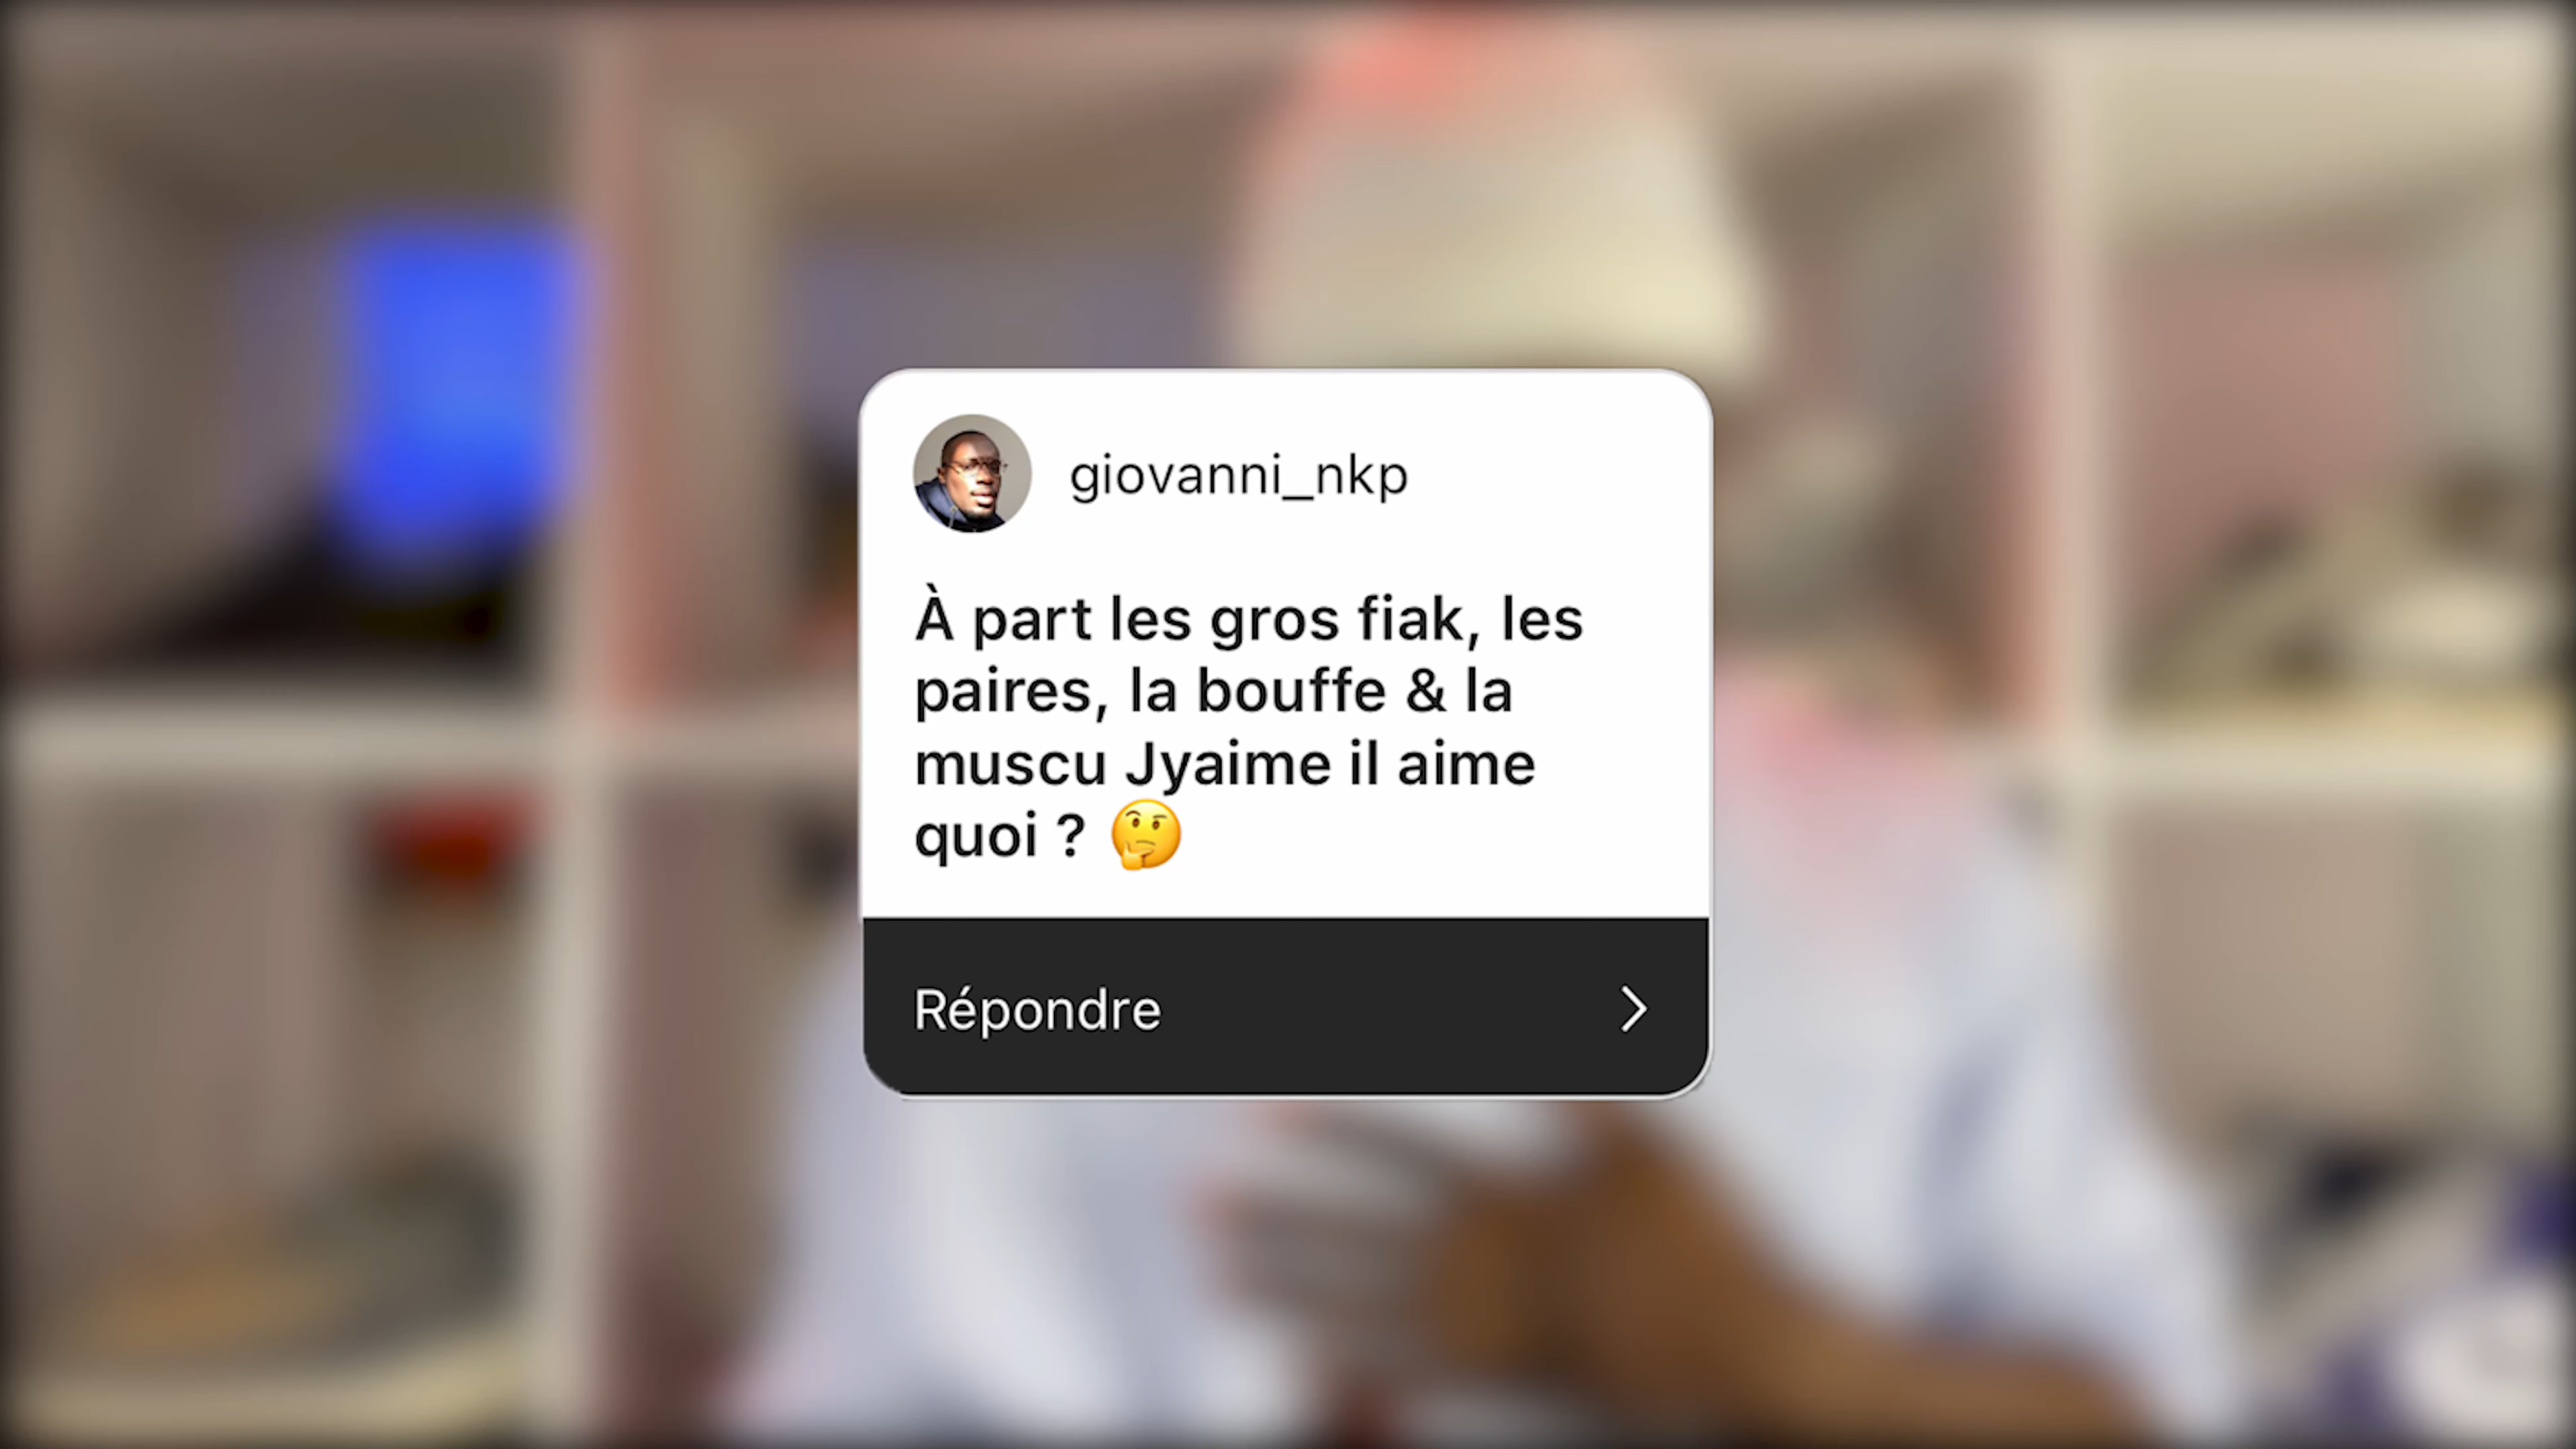 giovanni_nkp
À part les gros fiak, les
paires, la bouffe & la
muscu Jyaime il aime
quoi ? 🤔
Répondre